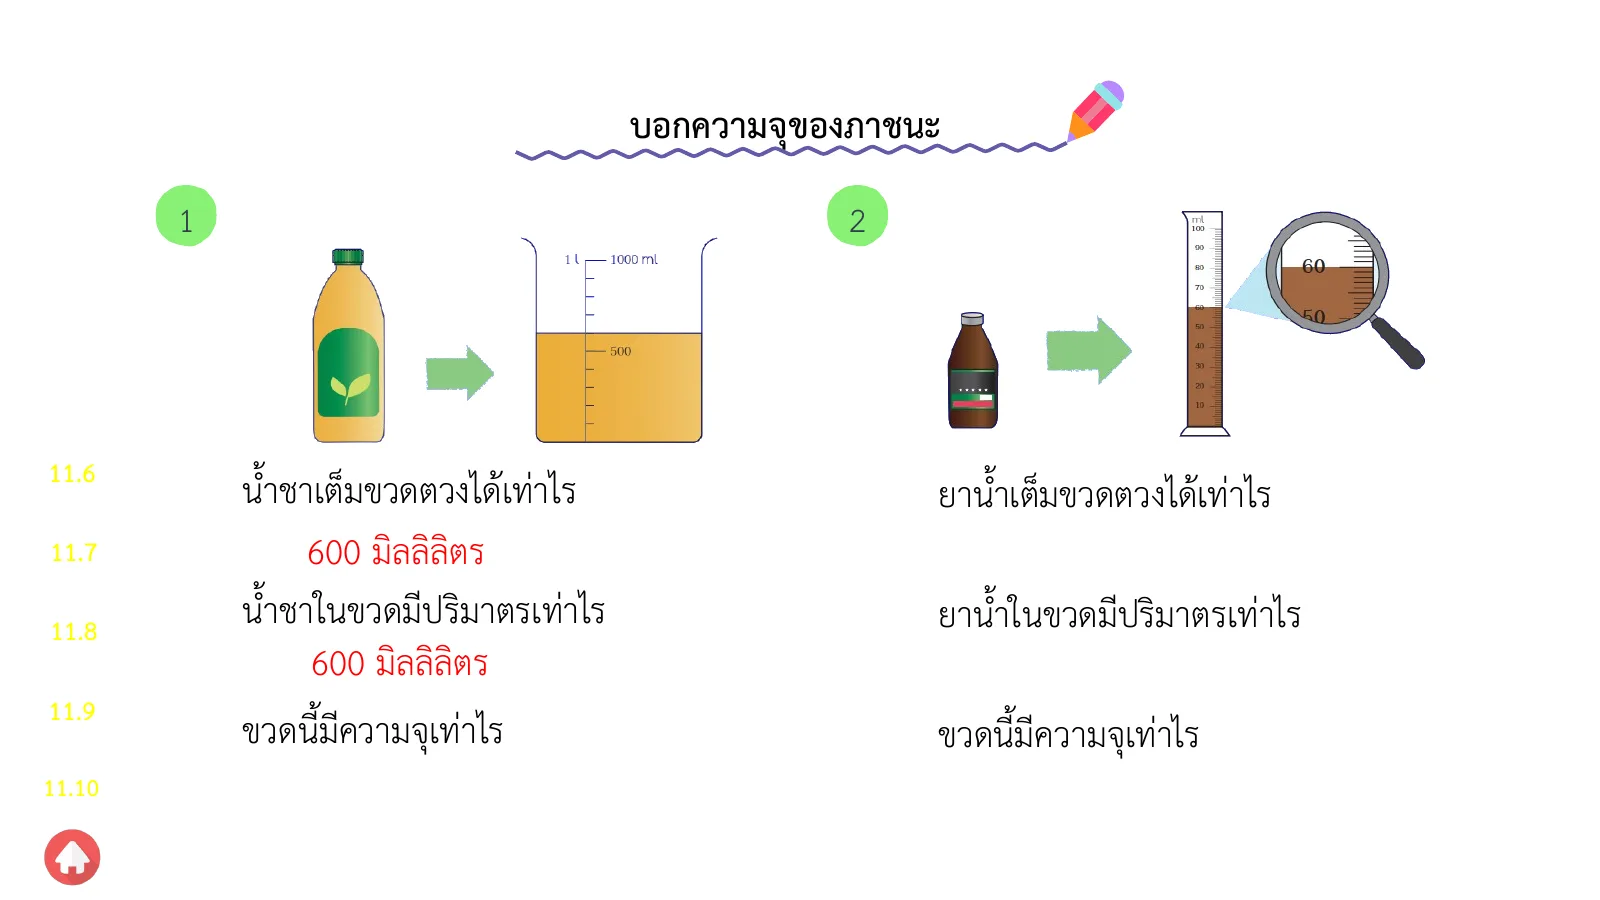 บอกความจุของภาชนะ
1
1 l 1000 ml
500
น้ำชาเต็มขวดตวงได้เท่าไร
600 มิลลิลิตร
น้ำชาในขวดมีปริมาตรเท่าไร
600 มิลลิลิตร
ขวดนี้มีความจุเท่าไร
2
ml
100
90
80
70
60
50
40
30
20
10
60
50
ยาน้ำเต็มขวดตวงได้เท่าไร
ยาน้ำในขวดมีปริมาตรเท่าไร
ขวดนี้มีความจุเท่าไร
11.6
11.7
11.8
11.9
11.10